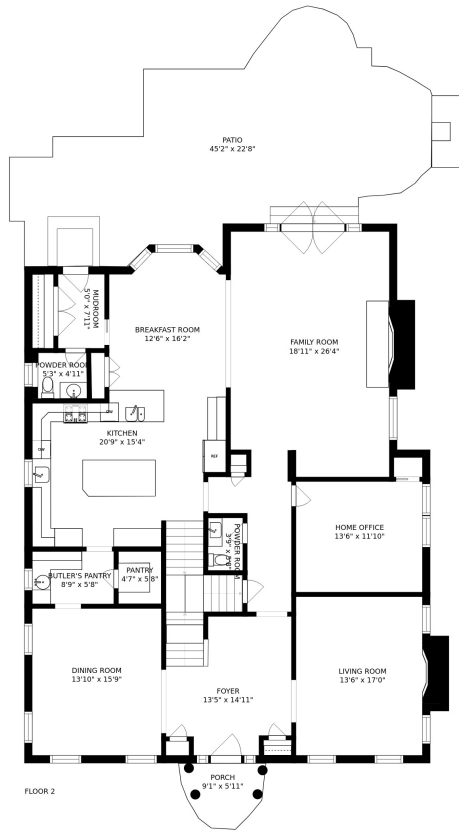 PATIO
45'2" x 22'8"
MUDROOM
5'0" x 7'11"
BREAKFAST ROOM
12'6" x 16'2"
FAMILY ROOM
18'11" x 26'4"
POWDER ROOM
5'3" x 4'11"
DW
KITCHEN
20'9" x 15'4"
DW
REF
HOME OFFICE
13'6" x 11'10"
POWDER ROOM
BUTLER'S PANTRY
8'9" x 5'8"
PANTRY
4'7" x 5'8"
DINING ROOM
13'10" x 15'9"
LIVING ROOM
13'6" x 17'0"
FOYER
13'5" x 14'11"
PORCH
9'1" x 5'11"
FLOOR 2